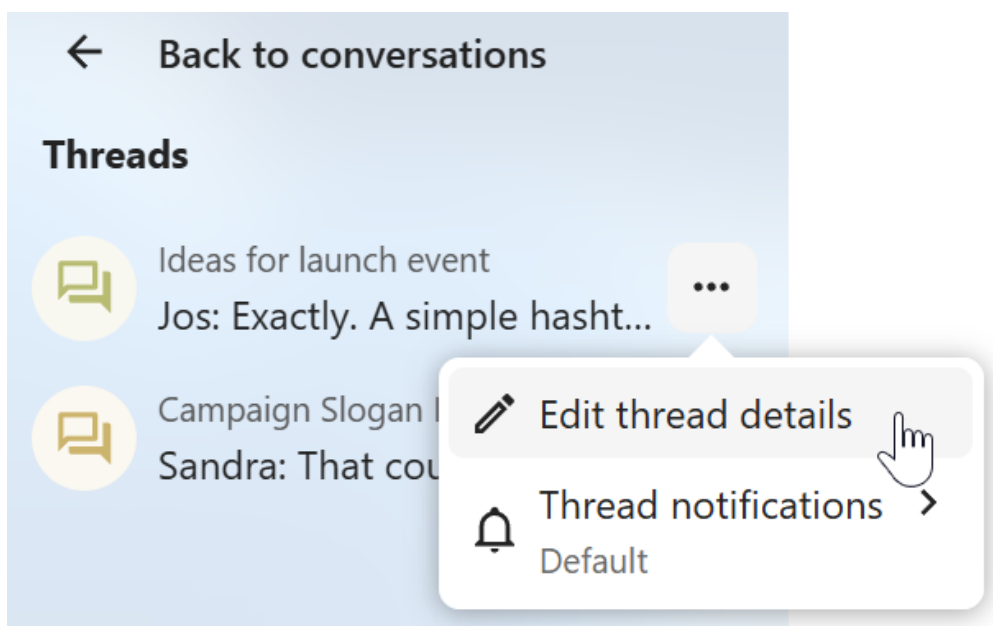 Back to conversations
Threads
Ideas for launch event
Jos: Exactly. A simple hasht...
Campaign Slogan
Sandra: That
Edit thread details
Thread notifications
Default